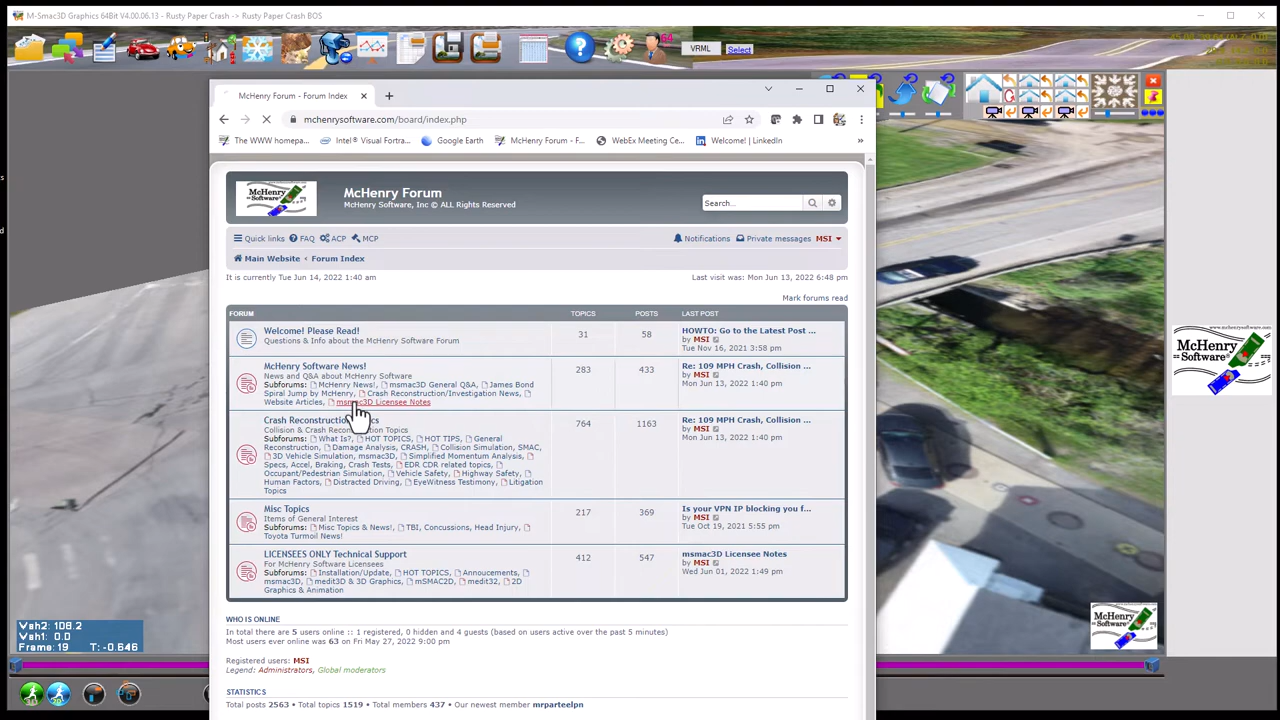 M-Smac3D Graphics 64Bit V4.00.06.13 - Rusty Paper Crash -> Rusty Paper Crash BOS
64
VRML
Select
McHenry Forum - Forum Index
The WWW homepa...
Intel® Visual Fortra...
Google Earth
McHenry Forum - F...
WebEx Meeting Ce...
Welcome! | LinkedIn
McHenry Software
McHenry Forum
McHenry Software, Inc © ALL Rights Reserved
Search...
Quick links FAQ ACP MCP
Notifications Private messages MSI
Main Website ‹ Forum Index
It is currently Tue Jun 14, 2022 1:40 am
Last visit was: Mon Jun 13, 2022 6:48 pm
Mark forums read
FORUM TOPICS POSTS LAST POST
Welcome! Please Read!
Questions & Info about the McHenry Software Forum
31 58
HOWTO: Go to the Latest Post ...
by MSI
Tue Nov 16, 2021 3:58 pm
McHenry Software News!
News and Q&A about McHenry Software
Subforums: McHenry News!, msmac3D General Q&A, James Bond
Spiral Jump by McHenry, Crash Reconstruction/Investigation News,
Website Articles, msmac3D Licensee Notes
283 433
Re: 109 MPH Crash, Collision ...
by MSI
Mon Jun 13, 2022 1:40 pm
Crash Reconstruction
Collision & Crash Reconstruction Topics
Subforums: What Is?, HOT TOPICS, HOT TIPS, General
Reconstruction, Damage Analysis, CRASH, Collision Simulation, SMAC,
3D Vehicle Simulation, msmac3D, Simplified Momentum Analysis,
Specs, Accel, Braking, Crash Tests, EDR CDR related topics,
Occupant/Pedestrian Simulation, Vehicle Safety, Highway Safety,
Human Factors, Distracted Driving, EyeWitness Testimony, Litigation
Topics
764 1163
Re: 109 MPH Crash, Collision ...
by MSI
Mon Jun 13, 2022 1:40 pm
Misc Topics
Items of General Interest
Subforums: Misc Topics & News!, TBI, Concussions, Head Injury,
Toyota Turmoil News!
217 369
Is your VPN IP blocking you f...
by MSI
Tue Oct 19, 2021 5:55 pm
LICENSEES ONLY Technical Support
For McHenry Software Licensees
Subforums: Installation/Update, HOT TOPICS, Annoucements,
msmac3D, medit3D & 3D Graphics, mSMAC2D, medit32, 2D
Graphics & Animation
412 547
msmac3D Licensee Notes
by MSI
Wed Jun 01, 2022 1:49 pm
WHO IS ONLINE
In total there are 5 users online :: 1 registered, 0 hidden and 4 guests (based on users active over the past 5 minutes)
Most users ever online was 63 on Fri May 27, 2022 9:00 pm
Registered users: MSI
Legend: Administrators, Global moderators
STATISTICS
Total posts 2563 • Total topics 1519 • Total members 437 • Our newest member mrparteelpn
Vsh2: 106.2
Vsh1: 0.0
Frame: 19 T: -0.646
www.mchenrysoftware.com
McHenry Software
McHenry Software